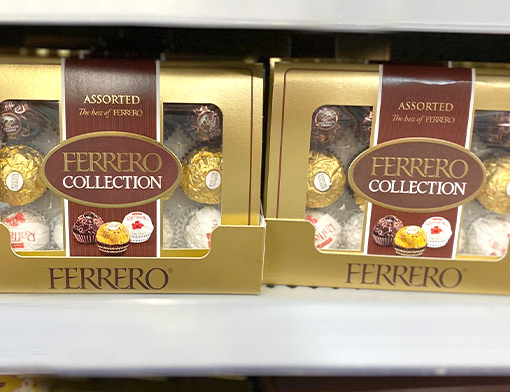 ASSORTED
The best of FERRERO
FERRERO
COLLECTION
FERRERO
ASSORTED
The best of FERRERO
FERRERO
COLLECTION
FERRERO